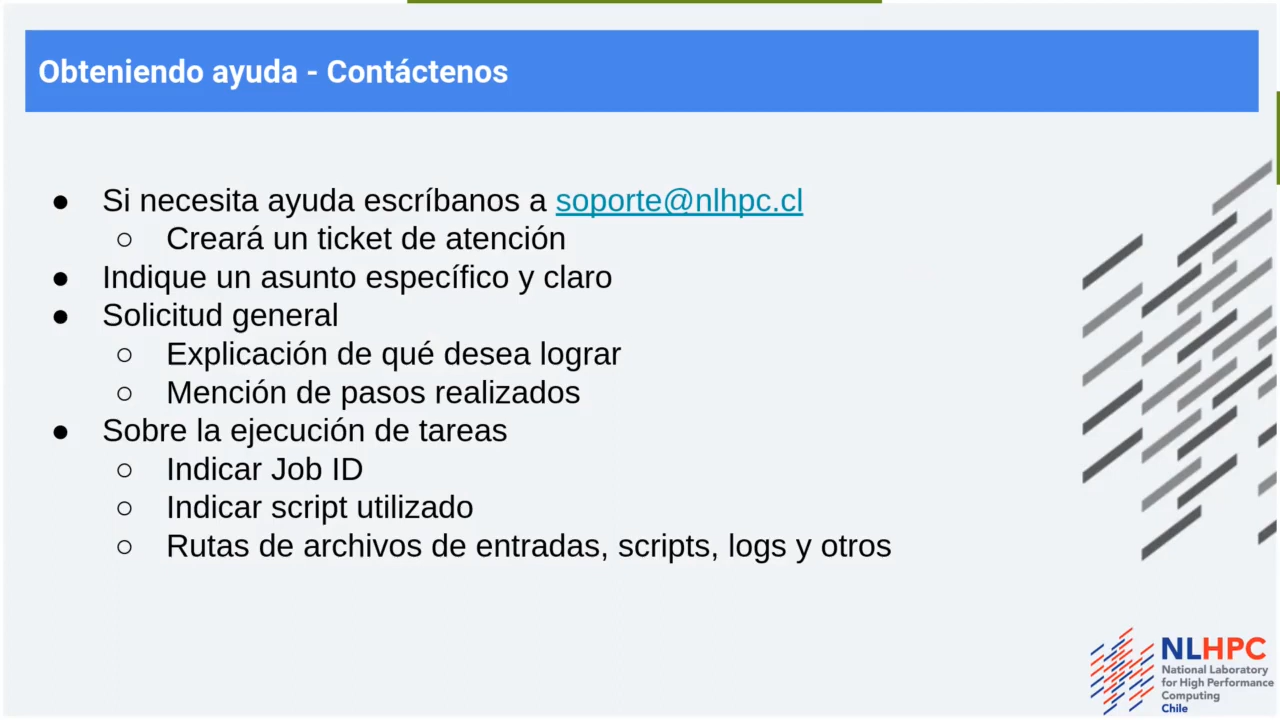 Obteniendo ayuda - Contáctenos
● Si necesita ayuda escríbanos a soporte@nlhpc.cl
○ Creará un ticket de atención
● Indique un asunto específico y claro
● Solicitud general
○ Explicación de qué desea lograr
○ Mención de pasos realizados
● Sobre la ejecución de tareas
○ Indicar Job ID
○ Indicar script utilizado
○ Rutas de archivos de entradas, scripts, logs y otros
NLHPC
National Laboratory
for High Performance
Computing
Chile